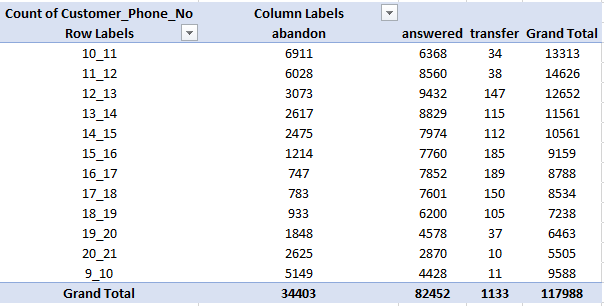 Count of Customer_Phone_No Column Labels
Row Labels abandon answered transfer Grand Total
10_11 6911 6368 34 13313
11_12 6028 8560 38 14626
12_13 3073 9432 147 12652
13_14 2617 8829 115 11561
14_15 2475 7974 112 10561
15_16 1214 7760 185 9159
16_17 747 7852 189 8788
17_18 783 7601 150 8534
18_19 933 6200 105 7238
19_20 1848 4578 37 6463
20_21 2625 2870 10 5505
9_10 5149 4428 11 9588
Grand Total 34403 82452 1133 117988